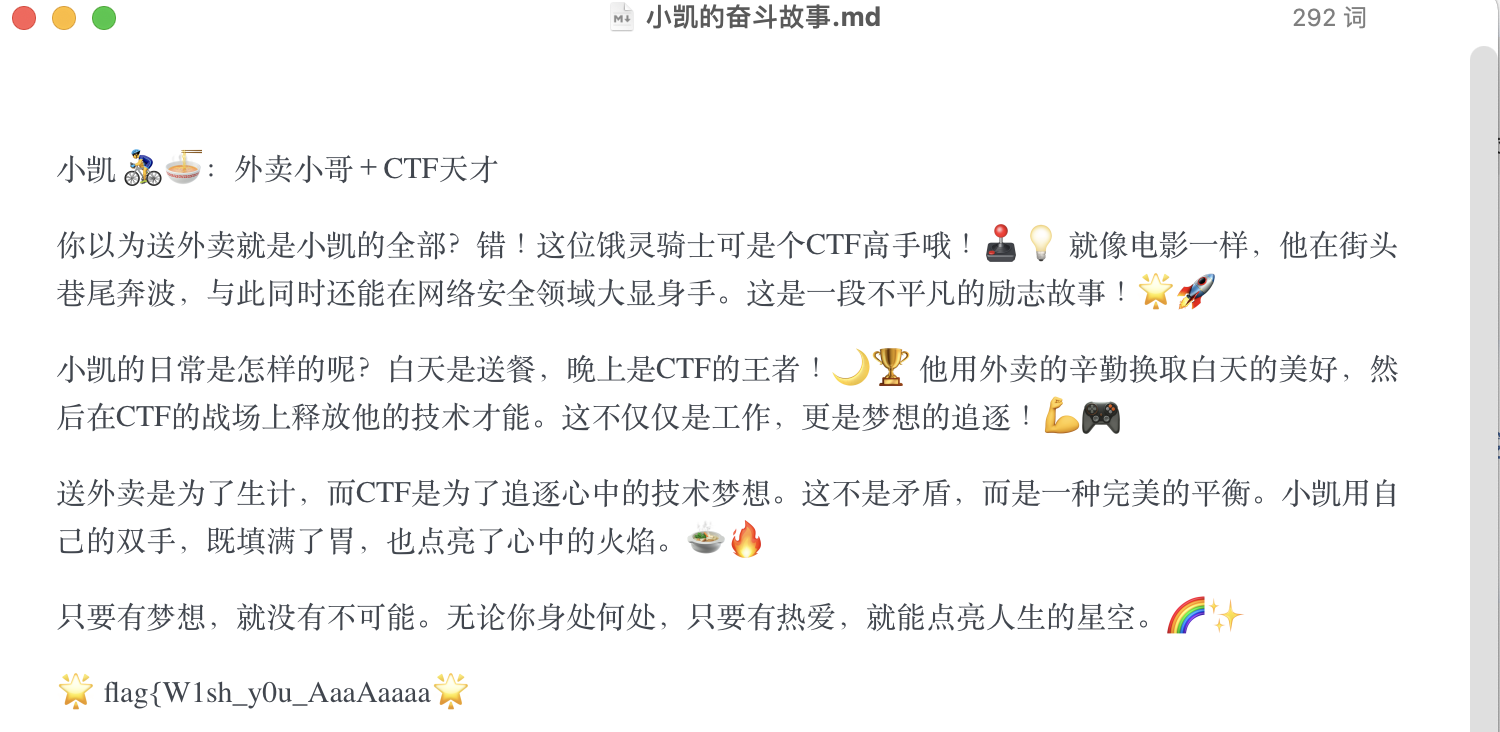 小凯的奋斗故事.md
292 词
小凯 🚴🍜：外卖小哥＋CTF天才
你以为送外卖就是小凯的全部？错！这位饿灵骑士可是个CTF高手哦！🕹️💡 就像电影一样，他在街头
巷尾奔波，与此同时还能在网络安全领域大显身手。这是一段不平凡的励志故事！🌟🚀
小凯的日常是怎样的呢？白天是送餐，晚上是CTF的王者！🌙🏆 他用外卖的辛勤换取白天的美好，然
后在CTF的战场上释放他的技术才能。这不仅仅是工作，更是梦想的追逐！💪🎮
送外卖是为了生计，而CTF是为了追逐心中的技术梦想。这不是矛盾，而是一种完美的平衡。小凯用自
己的双手，既填满了胃，也点亮了心中的火焰。🍲🔥
只要有梦想，就没有不可能。无论你身处何处，只要有热爱，就能点亮人生的星空。🌈✨
🌟 flag{W1sh_y0u_AaaAaaaa🌟